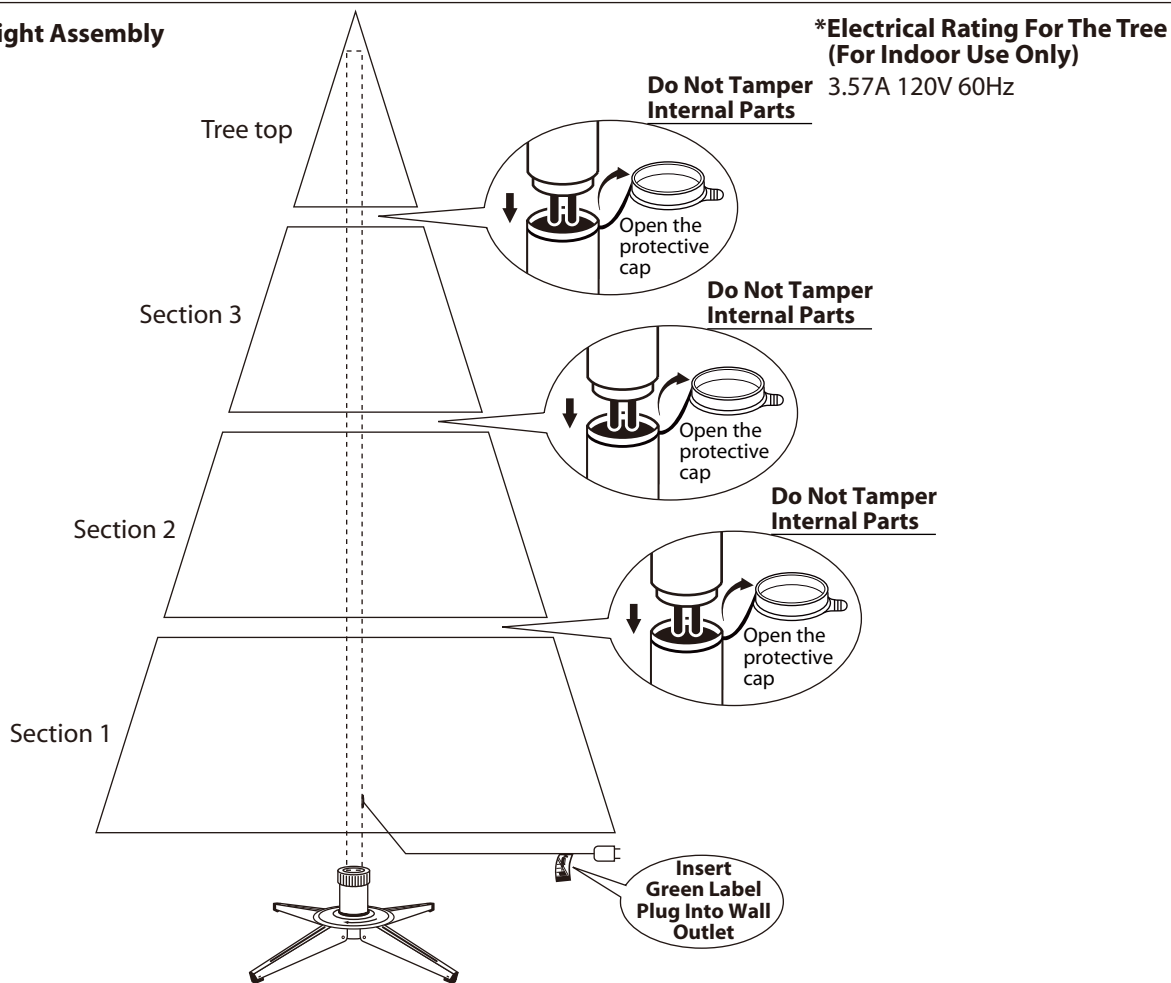 ight Assembly
*Electrical Rating For The Tree
(For Indoor Use Only)
3.57A 120V 60Hz
Do Not Tamper
Internal Parts
Tree top
Open the
protective
cap
Do Not Tamper
Internal Parts
Section 3
Open the
protective
cap
Do Not Tamper
Internal Parts
Section 2
Open the
protective
cap
Section 1
Insert
Green Label
Plug Into Wall
Outlet